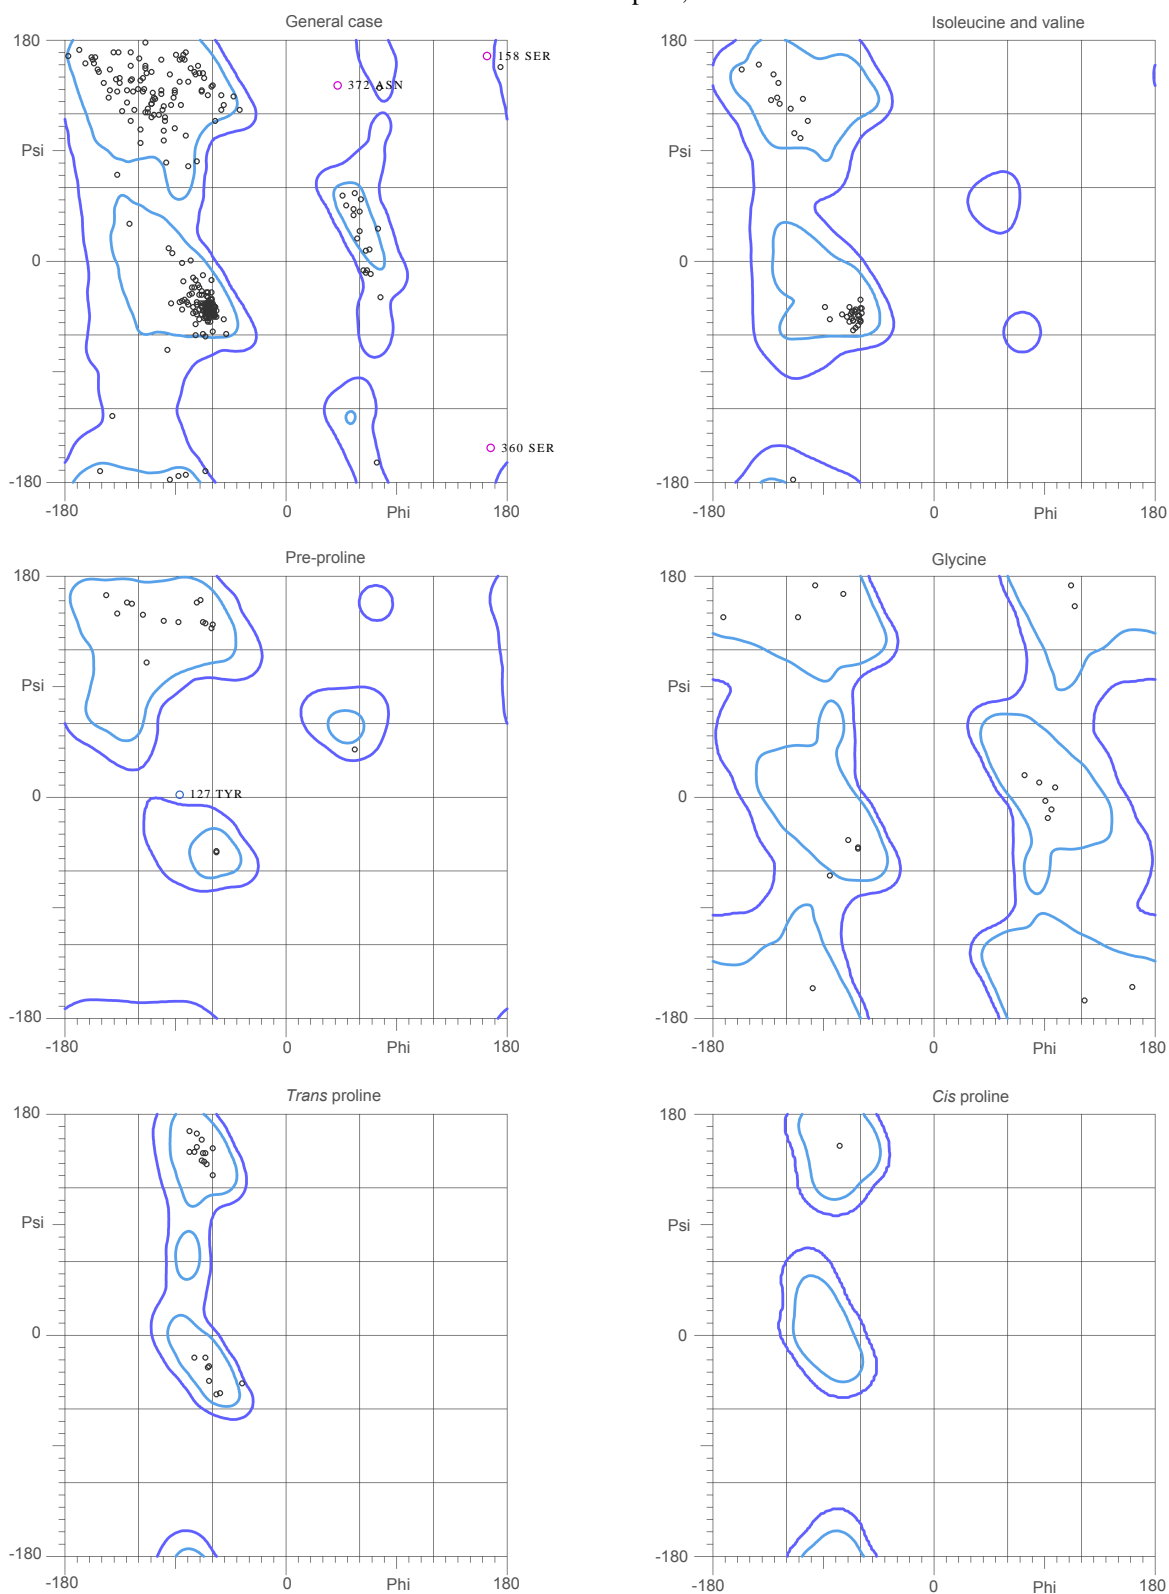 General case
180
Psi
0
-180
-180
0
Phi
180
158 SER
372 ASN
360 SER
Isoleucine and valine
180
Psi
0
-180
-180
0
Phi
180
Pre-proline
180
Psi
0
-180
-180
0
Phi
180
127 TYR
Glycine
180
Psi
0
-180
-180
0
Phi
180
Trans proline
180
Psi
0
-180
-180
0
Phi
180
Cis proline
180
Psi
0
-180
-180
0
Phi
180